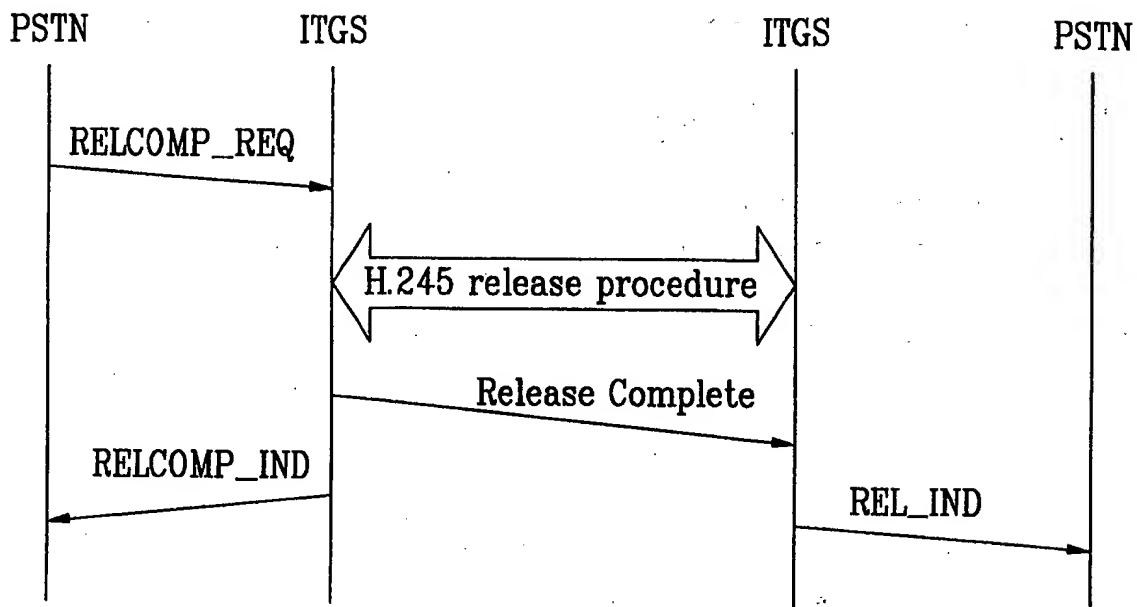 PSTN ITGS ITGS PSTN
RELCOMP_REQ
H.245 release procedure
Release Complete
RELCOMP_IND
REL_IND